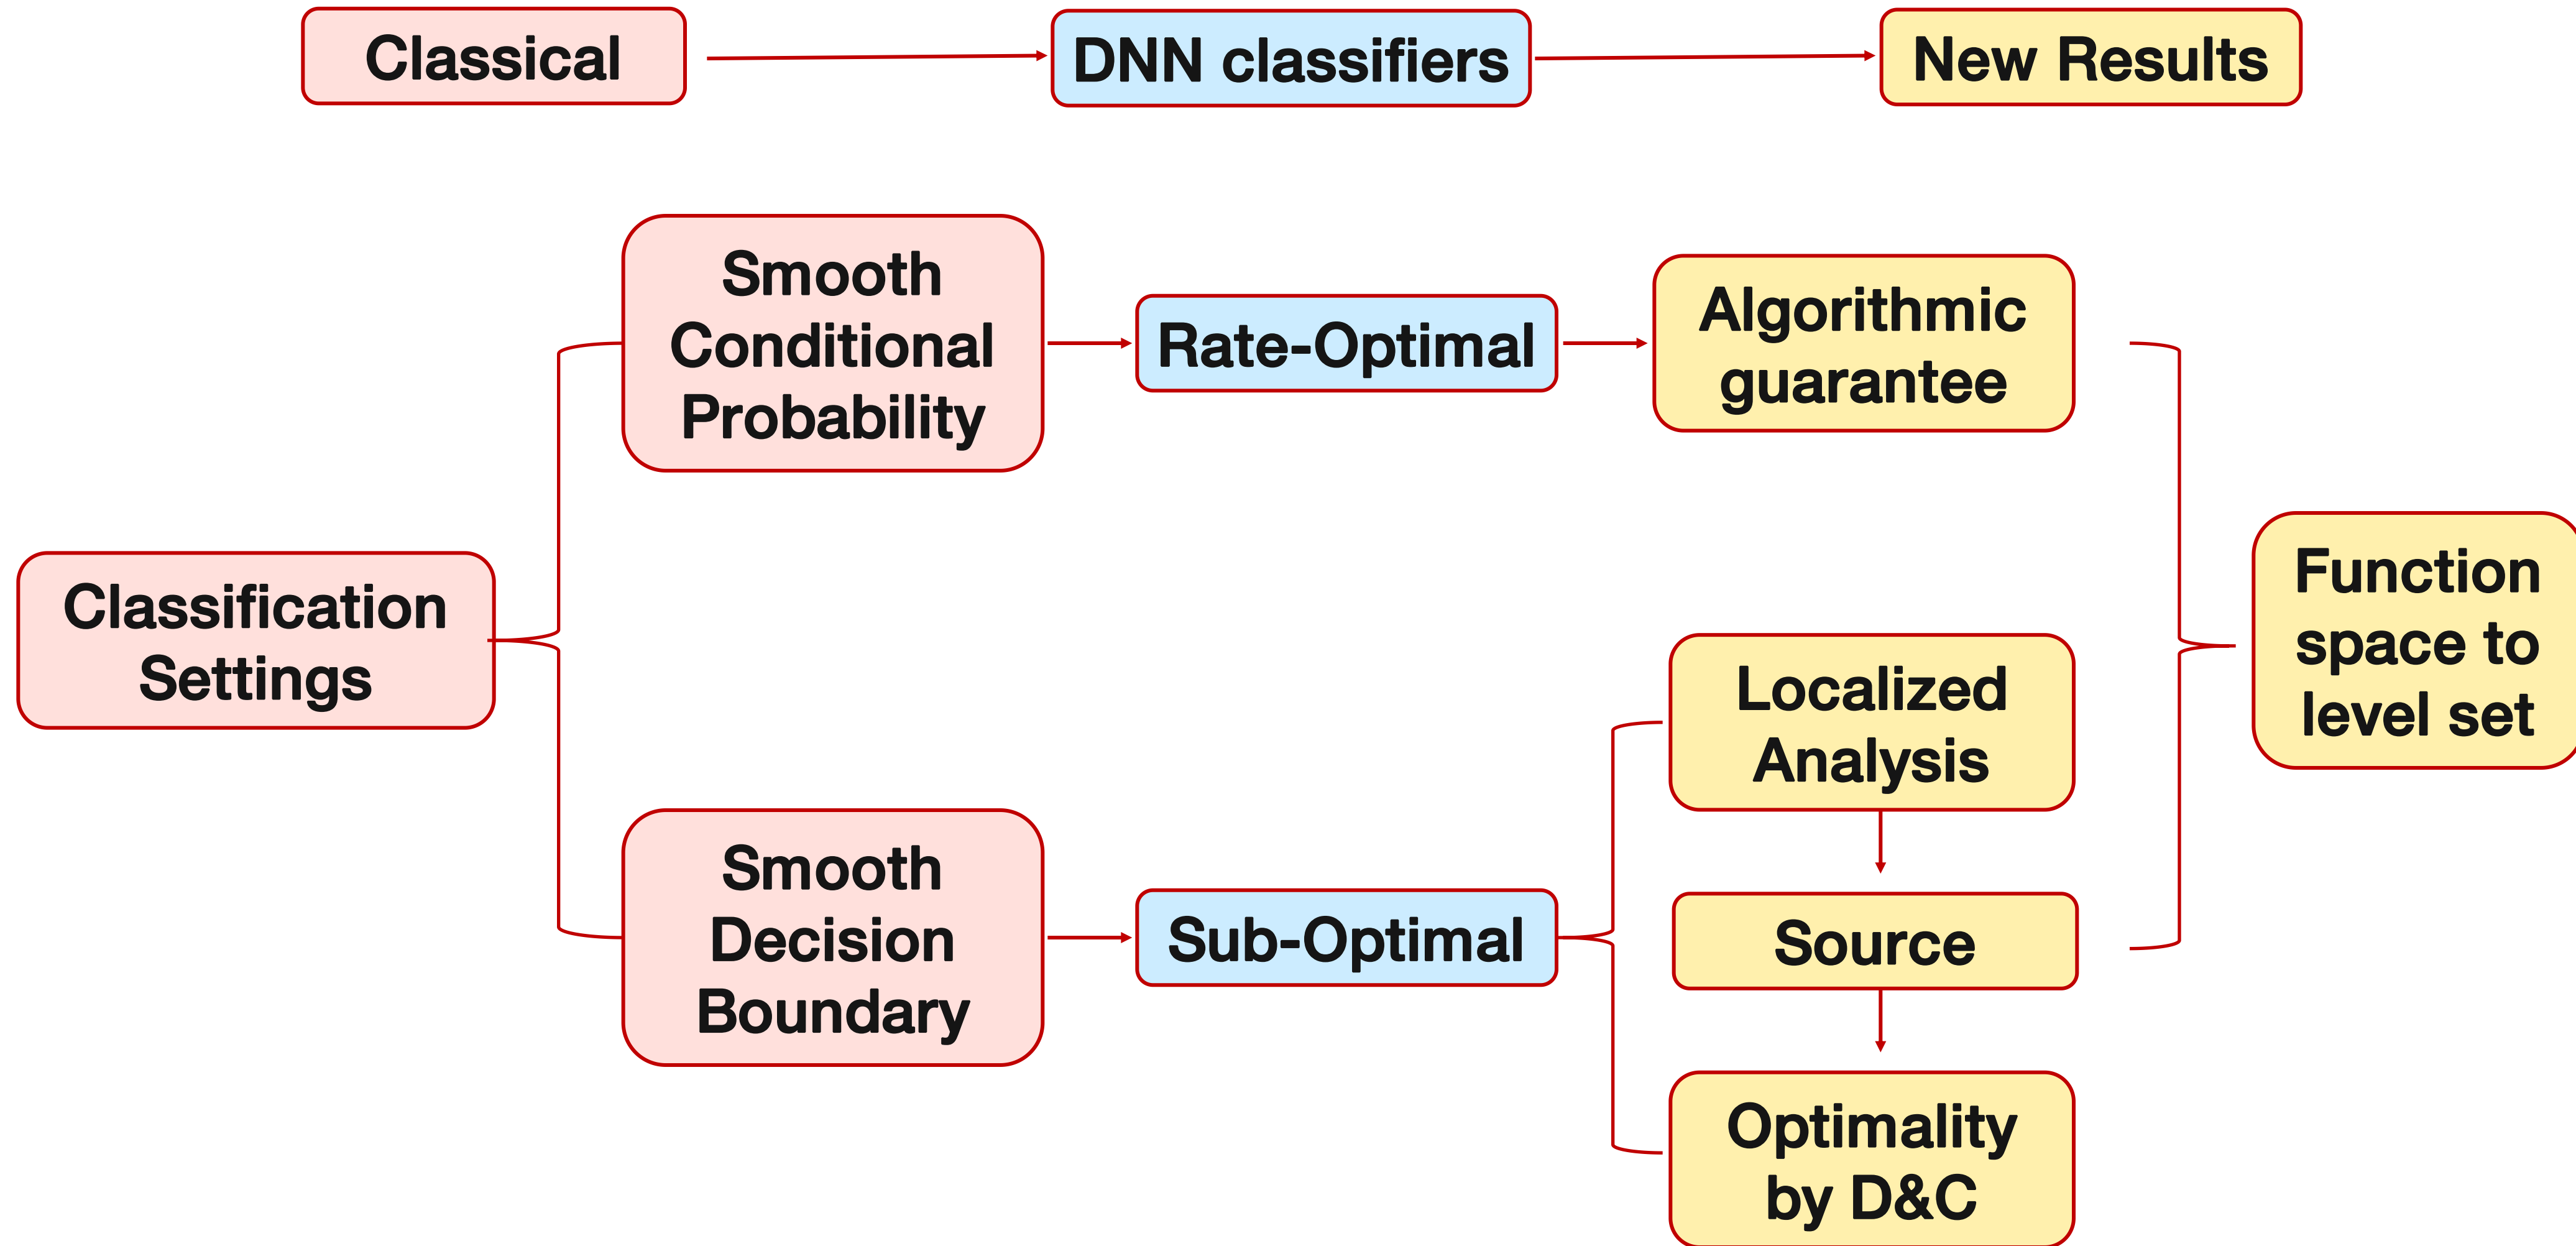 Classical
DNN classifiers
New Results
Smooth
Conditional
Probability
Rate-Optimal
Algorithmic
guarantee
Classification
Settings
Function
space to
level set
Smooth
Decision
Boundary
Sub-Optimal
Localized
Analysis
Source
Optimality
by D&C